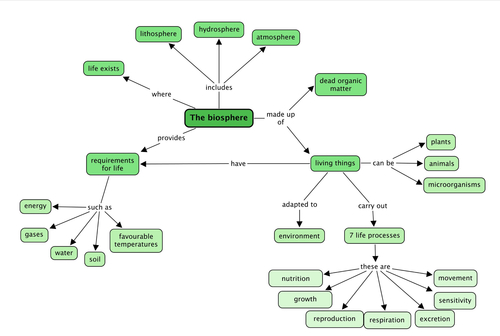 lithosphere
hydrosphere
atmosphere
includes
life exists
where
The biosphere
dead organic
matter
made up
of
provides
requirements
for life
have
living things
can be
plants
animals
microorganisms
such as
energy
gases
water
soil
favourable
temperatures
adapted to
environment
carry out
7 life processes
these are
nutrition
growth
reproduction
respiration
excretion
sensitivity
movement